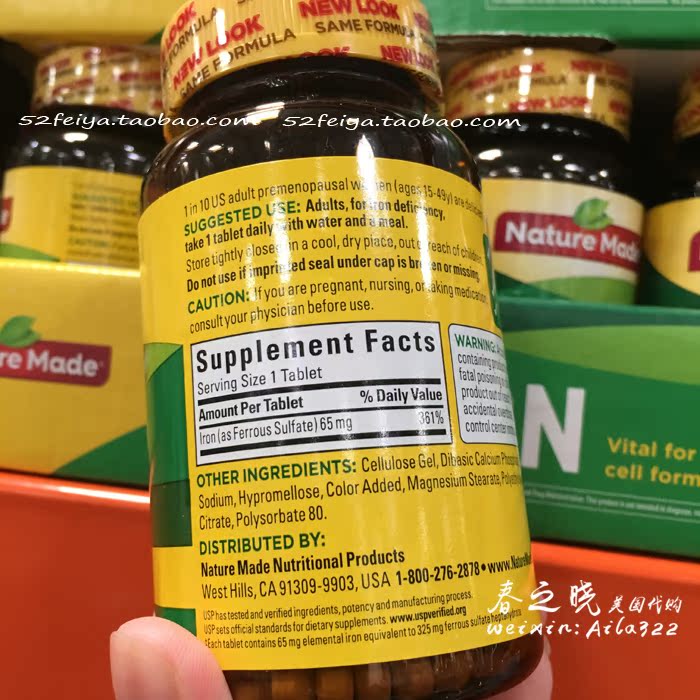 NEW LOOK
SAME FORMULA
NEW LOOK
SAME FORMULA
NEW LOOK
SAME FORMULA
NEW LOOK
52feiya.taobao.com 52feiya.taobao.com
1 in 10 US adult premenopausal women (ages 15-49y) are
SUGGESTED USE: Adults, for iron deficiency,
take 1 tablet daily with water and a meal.
Store tightly closed, in a cool, dry place, out of reach of children.
Do not use if imprinted seal under cap is broken or missing.
CAUTION: If you are pregnant, nursing, or taking medication,
consult your physician before use.
Supplement Facts
Serving Size 1 Tablet
Amount Per Tablet % Daily Value
Iron (as Ferrous Sulfate) 65 mg 361%
WARNING:
containing
fatal poisoning
product out of
accidental
control center
OTHER INGREDIENTS: Cellulose Gel, Dibasic Calcium
Sodium, Hypromellose, Color Added, Magnesium Stearate,
Citrate, Polysorbate 80.
DISTRIBUTED BY:
Nature Made Nutritional Products
West Hills, CA 91309-9903, USA 1-800-276-2878 •
USP has tested and verified ingredients, potency and manufacturing process.
USP sets official standards for dietary supplements. www.uspverified.org
*Each tablet contains 65 mg elemental iron equivalent to 325 mg ferrous sulfate
Nature Made
Nature Made
N
Vital for
cell form
春之晓 美国代购
weixin: Aila322